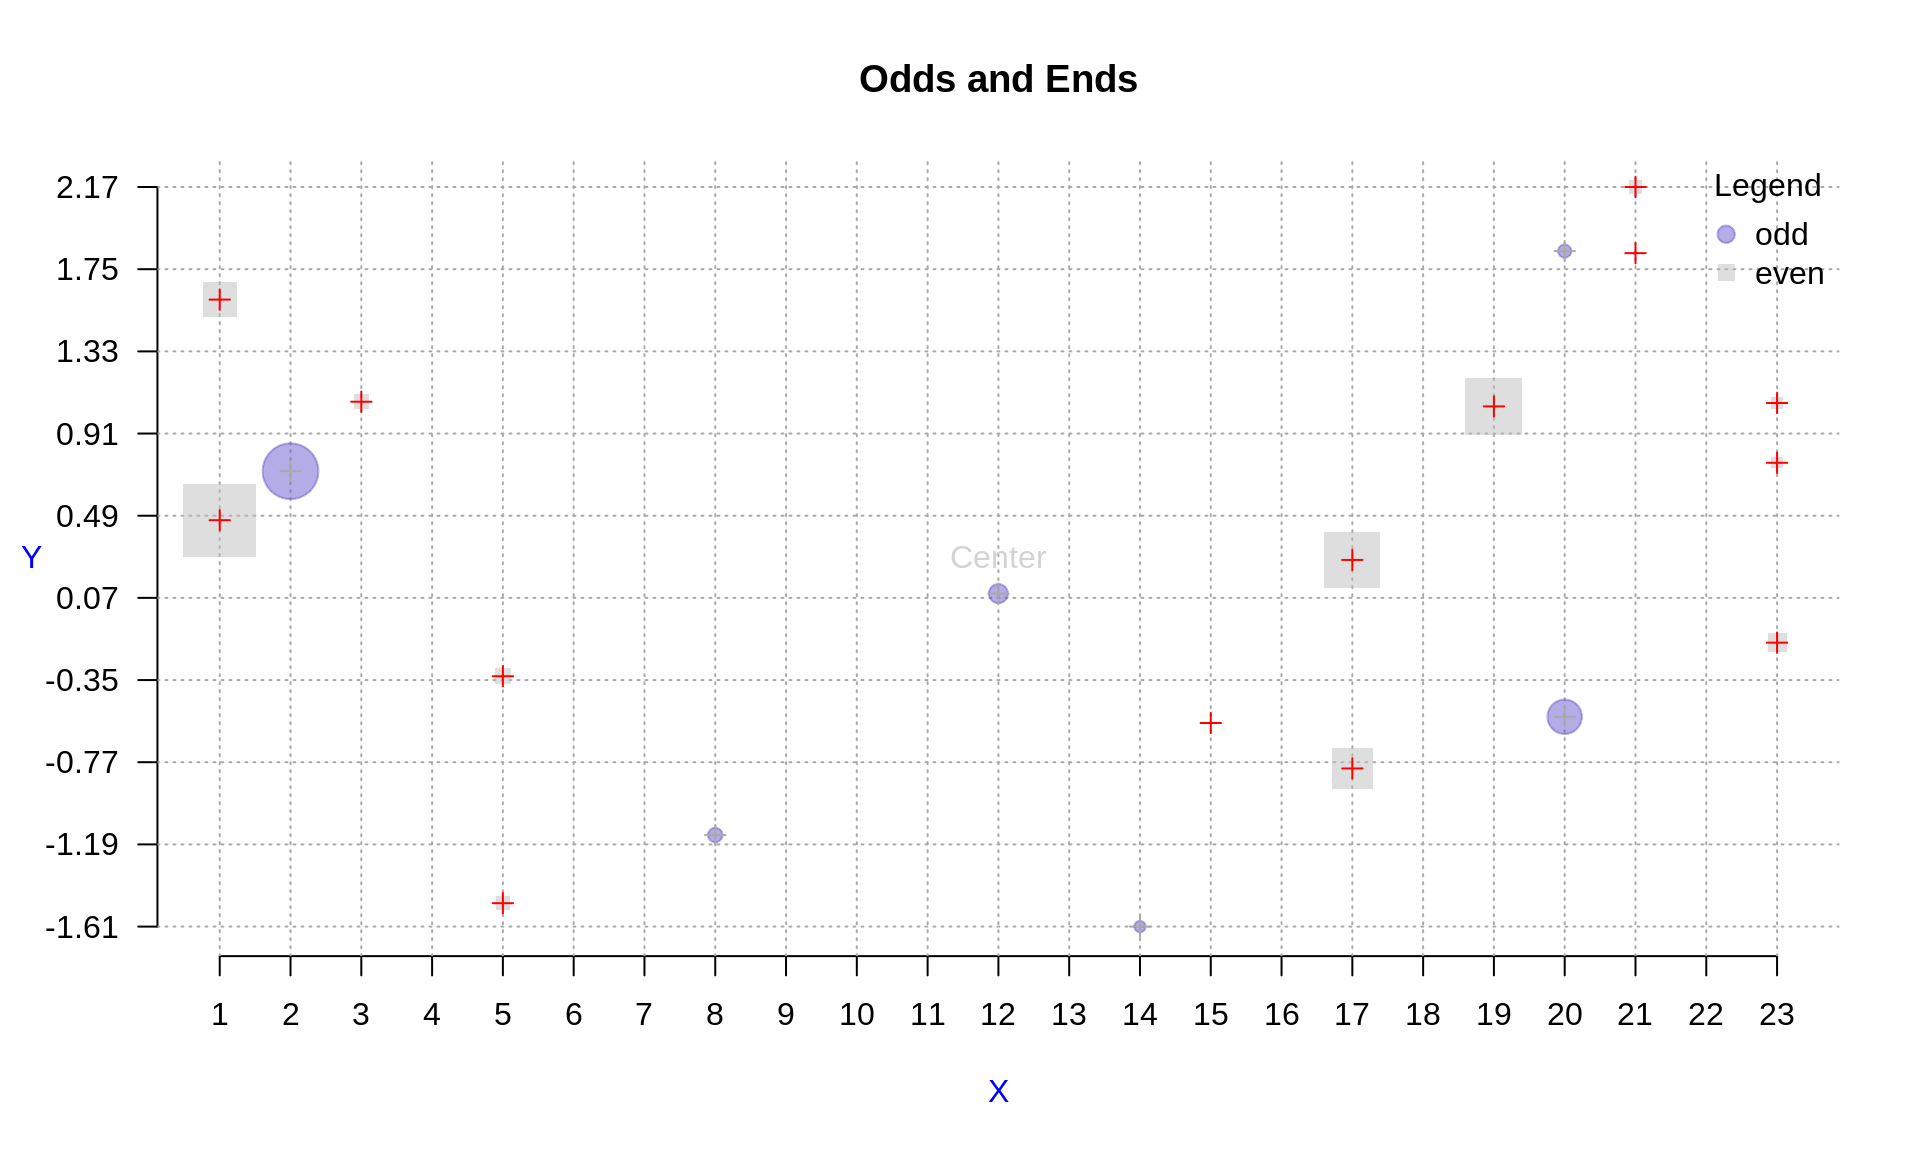 Odds and Ends
2.17
1.75
1.33
0.91
0.49
0.07
-0.35
-0.77
-1.19
-1.61
Y
Legend
odd
even
Center
1 2 3 4 5 6 7 8 9 10 11 12 13 14 15 16 17 18 19 20 21 22 23
X